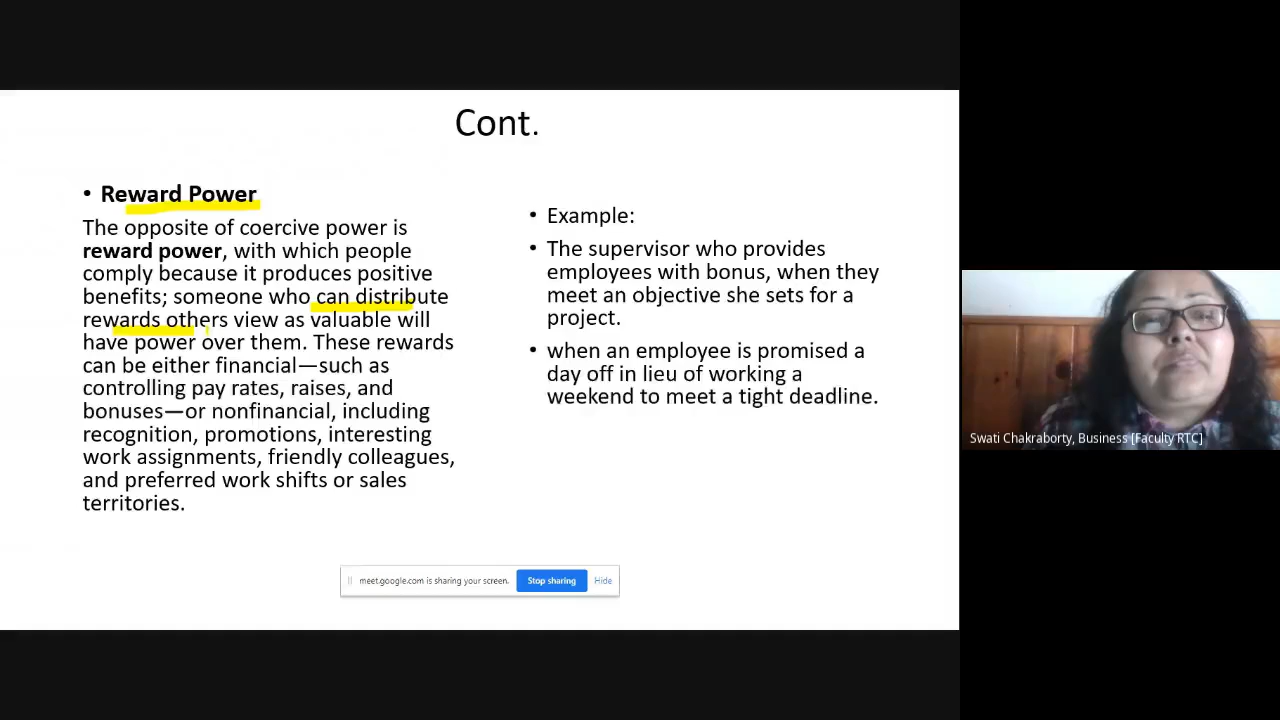 Cont.
• Reward Power
The opposite of coercive power is
reward power, with which people
comply because it produces positive
benefits; someone who can distribute
rewards others view as valuable will
have power over them. These rewards
can be either financial—such as
controlling pay rates, raises, and
bonuses—or nonfinancial, including
recognition, promotions, interesting
work assignments, friendly colleagues,
and preferred work shifts or sales
territories.
• Example:
• The supervisor who provides
employees with bonus, when they
meet an objective she sets for a
project.
• when an employee is promised a
day off in lieu of working a
weekend to meet a tight deadline.
meet.google.com is sharing your screen. Stop sharing Hide
Swati Chakraborty, Business [Faculty RTC]